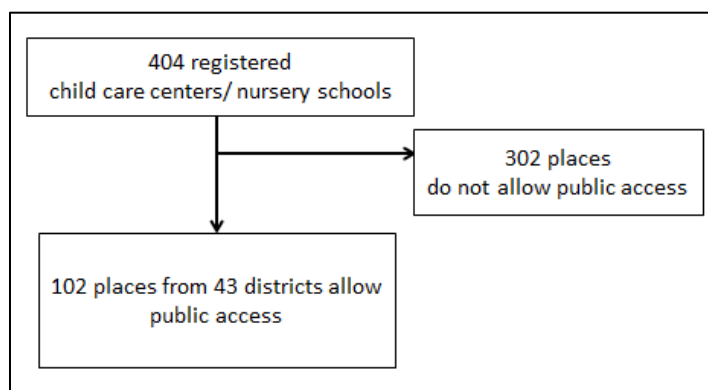 404 registered
child care centers/ nursery schools
302 places
do not allow public access
102 places from 43 districts allow
public access